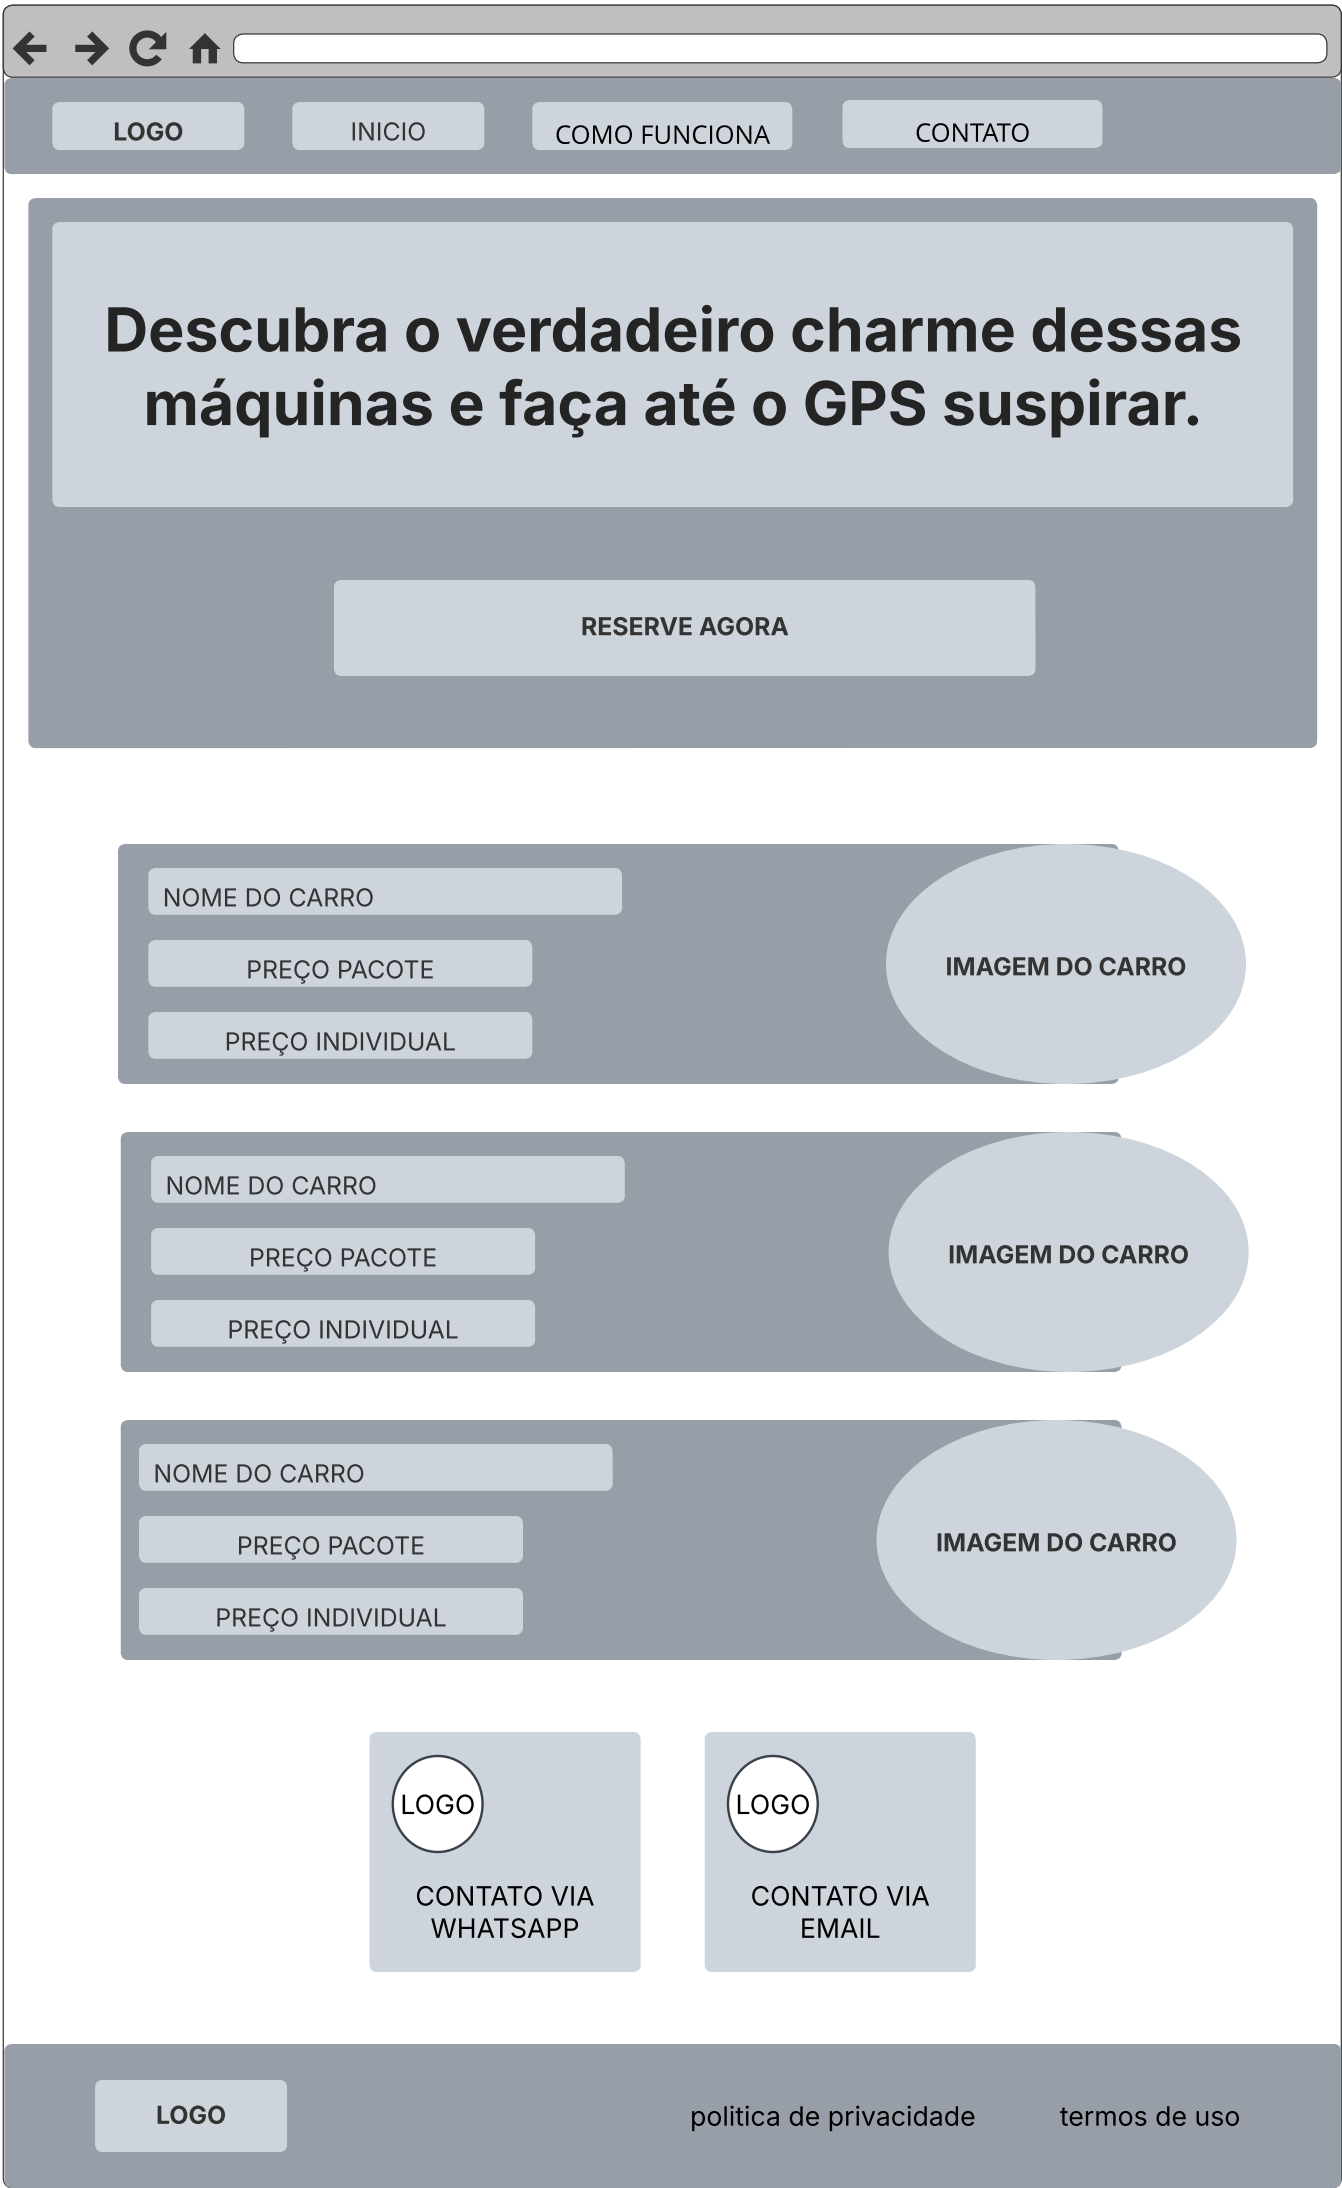 LOGO
INICIO
COMO FUNCIONA
CONTATO
Descubra o verdadeiro charme dessas
máquinas e faça até o GPS suspirar.
RESERVE AGORA
NOME DO CARRO
PREÇO PACOTE
PREÇO INDIVIDUAL
IMAGEM DO CARRO
NOME DO CARRO
PREÇO PACOTE
PREÇO INDIVIDUAL
IMAGEM DO CARRO
NOME DO CARRO
PREÇO PACOTE
PREÇO INDIVIDUAL
IMAGEM DO CARRO
LOGO
CONTATO VIA
WHATSAPP
LOGO
CONTATO VIA
EMAIL
LOGO
politica de privacidade
termos de uso